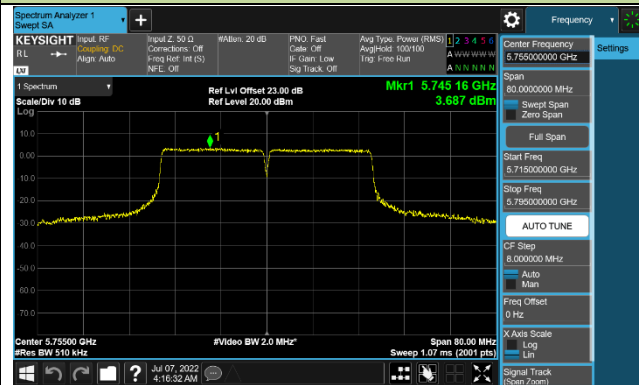 Spectrum Analyzer 1
Swept SA
Frequency
KEYSIGHT
RL
LXI
Input: RF
Coupling: DC
Align: Auto
Input Z: 50 Ω
Corrections: Off
Freq Ref: Int (S)
NFE: Off
#Atten: 20 dB
PNO: Fast
Gate: Off
IF Gain: Low
Sig Track: Off
Avg Type: Power (RMS)
Avg|Hold: 100/100
Trig: Free Run
1 2 3 4 5 6
A W W W W W
A N N N N N
1 Spectrum
Scale/Div 10 dB
Log
Ref Lvl Offset 23.00 dB
Ref Level 20.00 dBm
Mkr1 5.745 16 GHz
3.687 dBm
1
10.0
0.00
-10.0
-20.0
-30.0
-40.0
-50.0
-60.0
-70.0
Center 5.75500 GHz
#Res BW 510 kHz
#Video BW 2.0 MHz*
Span 80.00 MHz
Sweep 1.07 ms (2001 pts)
Jul 07, 2022
4:16:32 AM
Center Frequency
5.755000000 GHz
Settings
Span
80.0000000 MHz
Swept Span
Zero Span
Full Span
Start Freq
5.715000000 GHz
Stop Freq
5.795000000 GHz
AUTO TUNE
CF Step
8.000000 MHz
Auto
Man
Freq Offset
0 Hz
X Axis Scale
Log
Lin
Signal Track
(Span Zoom)